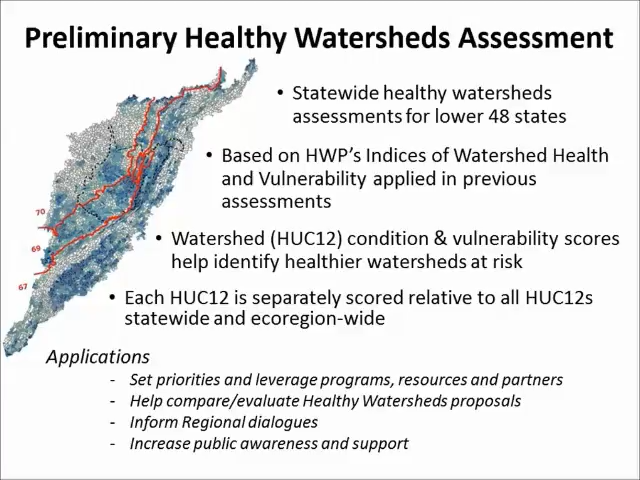 Preliminary Healthy Watersheds Assessment
• Statewide healthy watersheds
assessments for lower 48 states
• Based on HWP's Indices of Watershed Health
and Vulnerability applied in previous
assessments
70
• Watershed (HUC12) condition & vulnerability scores
help identify healthier watersheds at risk
69
67
• Each HUC12 is separately scored relative to all HUC12s
statewide and ecoregion-wide
Applications
- Set priorities and leverage programs, resources and partners
- Help compare/evaluate Healthy Watersheds proposals
- Inform Regional dialogues
- Increase public awareness and support